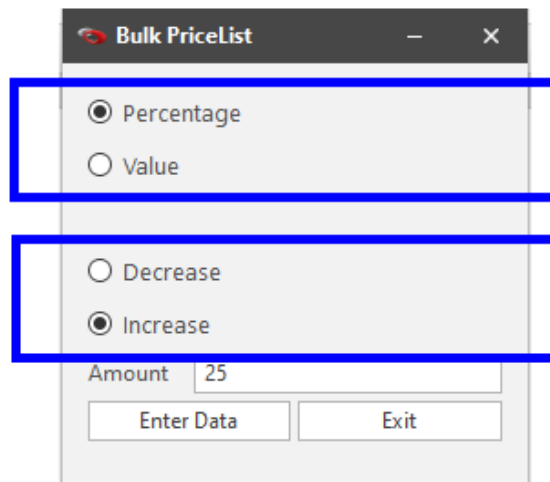 Bulk PriceList
Percentage
Value
Decrease
Increase
Amount 25
Enter Data Exit